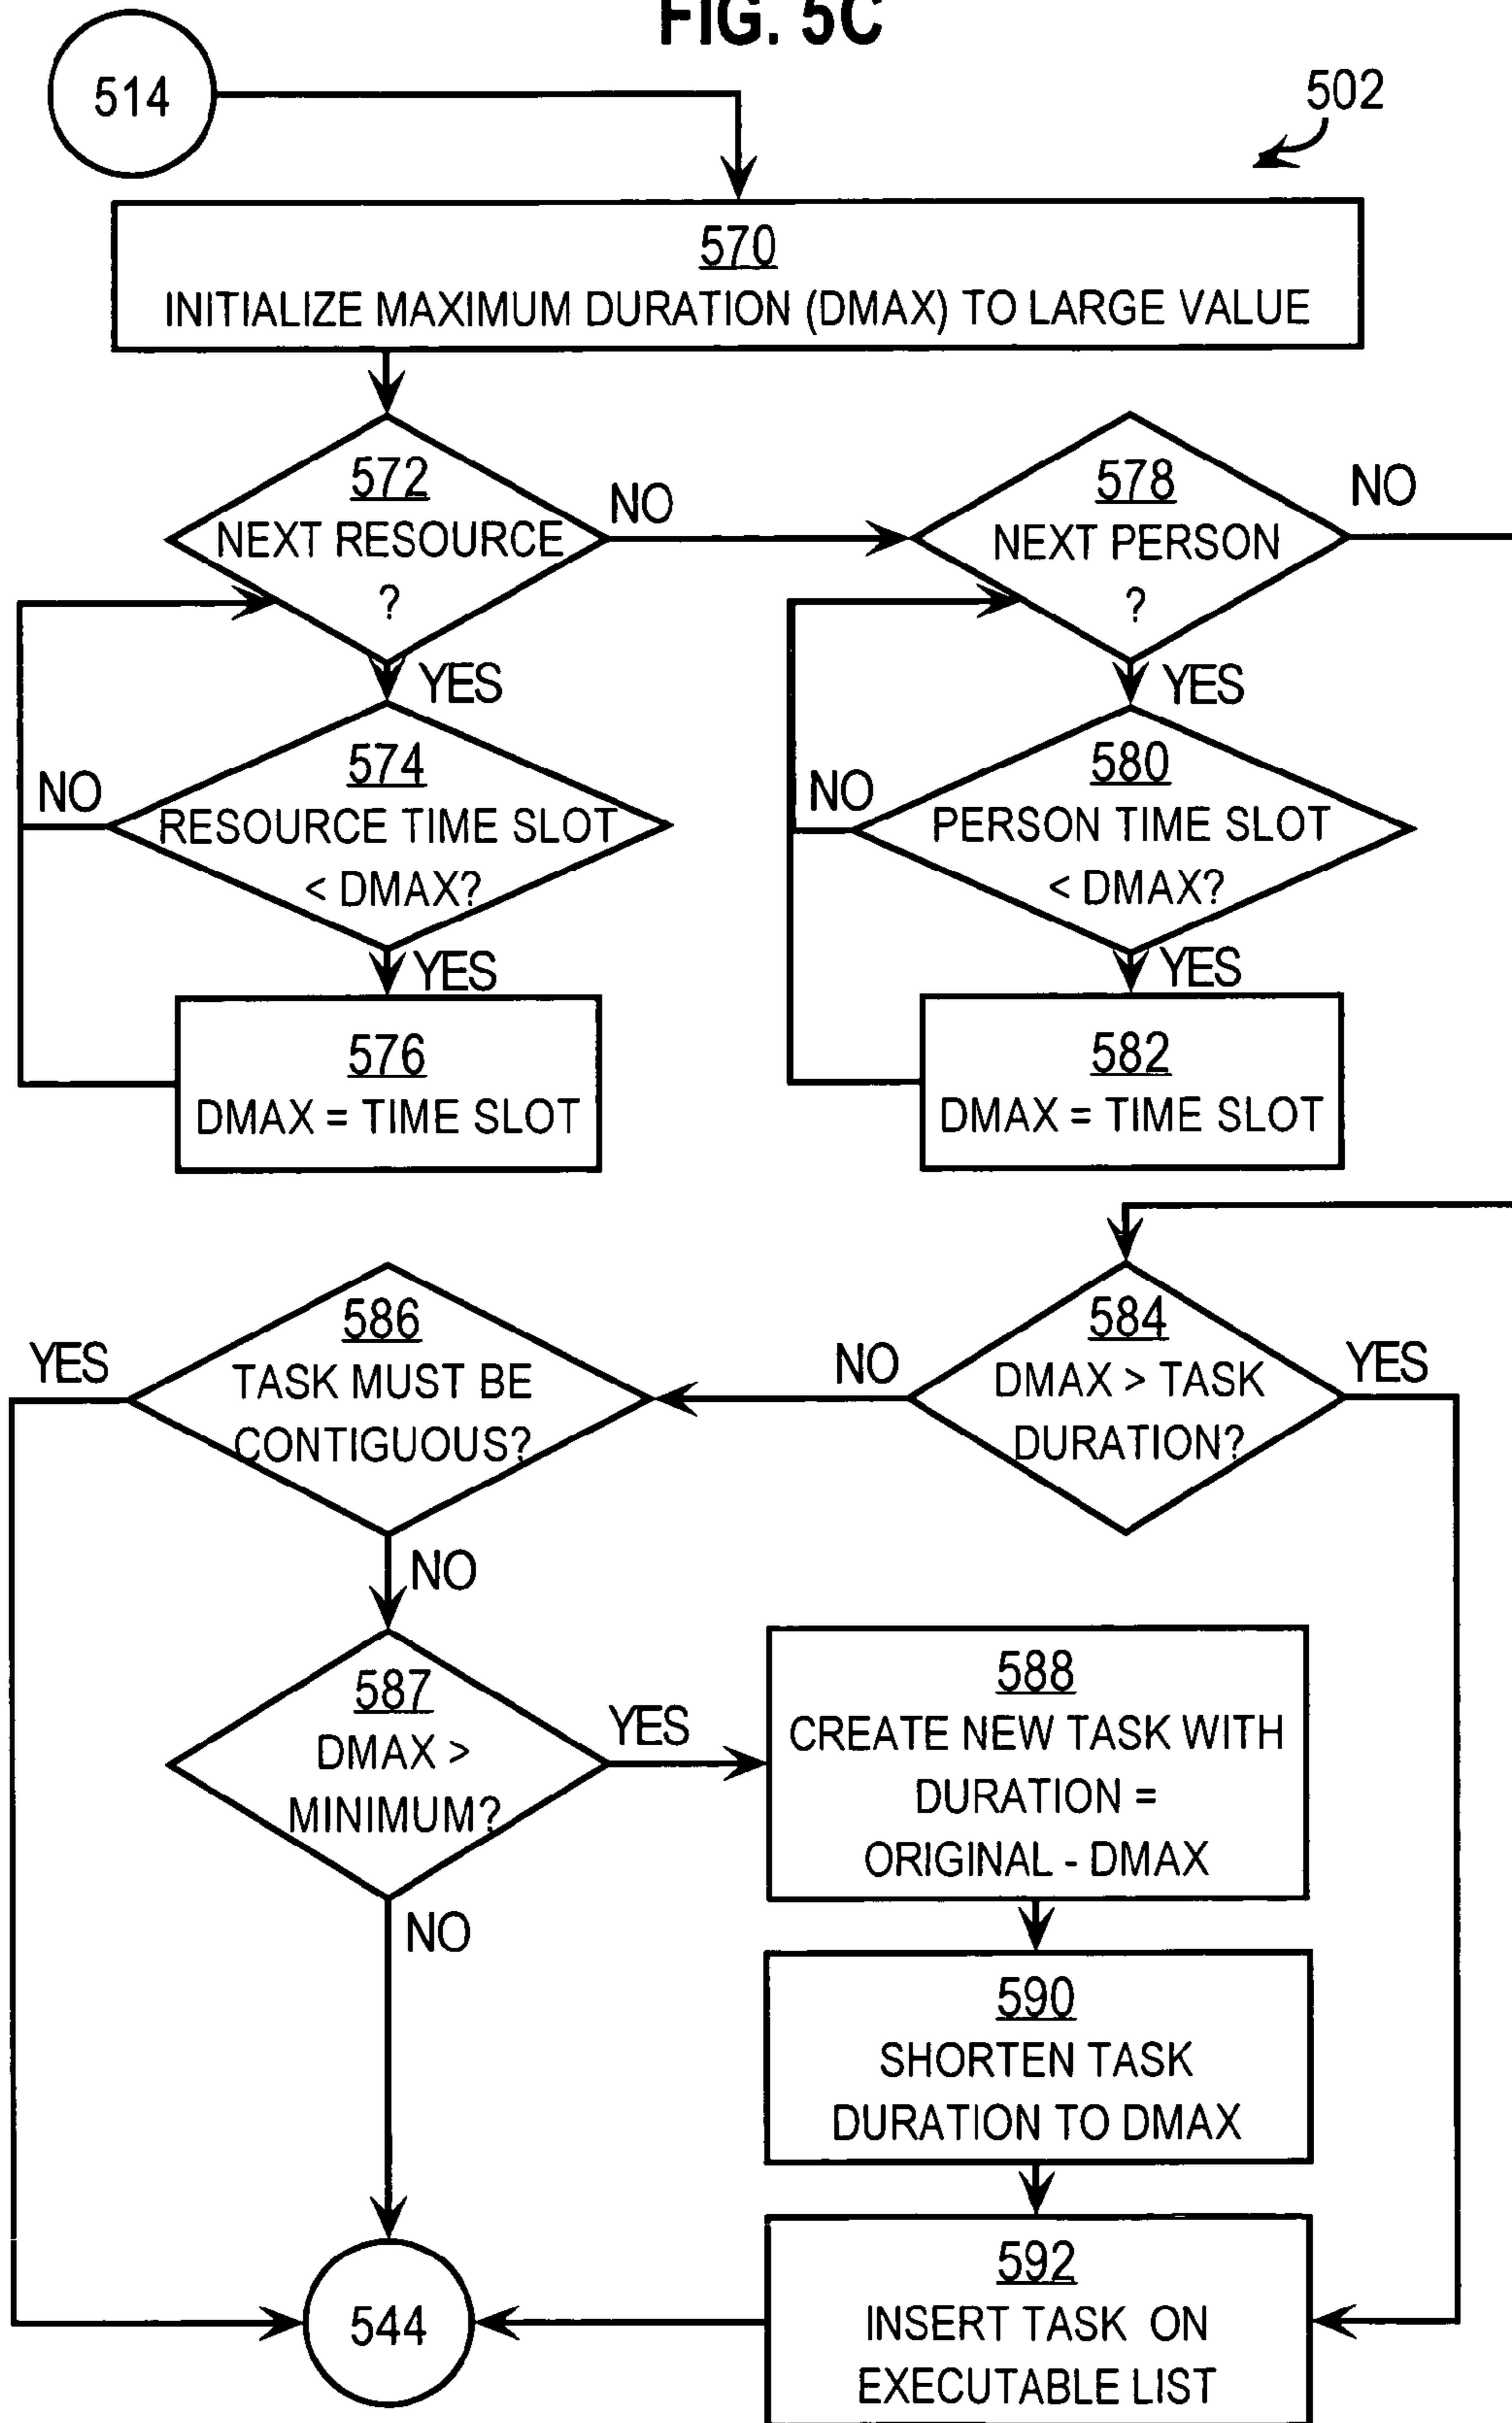 FIG. 5C
514
502
570
INITIALIZE MAXIMUM DURATION (DMAX) TO LARGE VALUE
572
NEXT RESOURCE
?
NO
578
NEXT PERSON
?
NO
YES
YES
574
RESOURCE TIME SLOT
< DMAX?
NO
580
PERSON TIME SLOT
< DMAX?
NO
YES
YES
576
DMAX = TIME SLOT
582
DMAX = TIME SLOT
586
TASK MUST BE
CONTIGUOUS?
YES
NO
584
DMAX > TASK
DURATION?
YES
NO
587
DMAX >
MINIMUM?
YES
588
CREATE NEW TASK WITH
DURATION =
ORIGINAL - DMAX
NO
590
SHORTEN TASK
DURATION TO DMAX
544
592
INSERT TASK ON
EXECUTABLE LIST